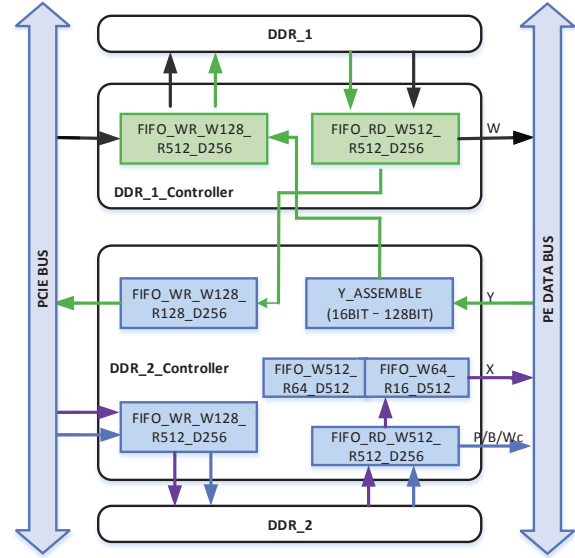 DDR_1
FIFO_WR_W128_
R512_D256
FIFO_RD_W512_
R512_D256
W
DDR_1_Controller
PCIE BUS
PE DATA BUS
FIFO_WR_W128_
R128_D256
Y_ASSEMBLE
(16BIT – 128BIT)
Y
DDR_2_Controller
FIFO_W512_
R64_D512
FIFO_W64_
R16_D512
X
FIFO_WR_W128_
R512_D256
FIFO_RD_W512_
R512_D256
P/B/Wc
DDR_2